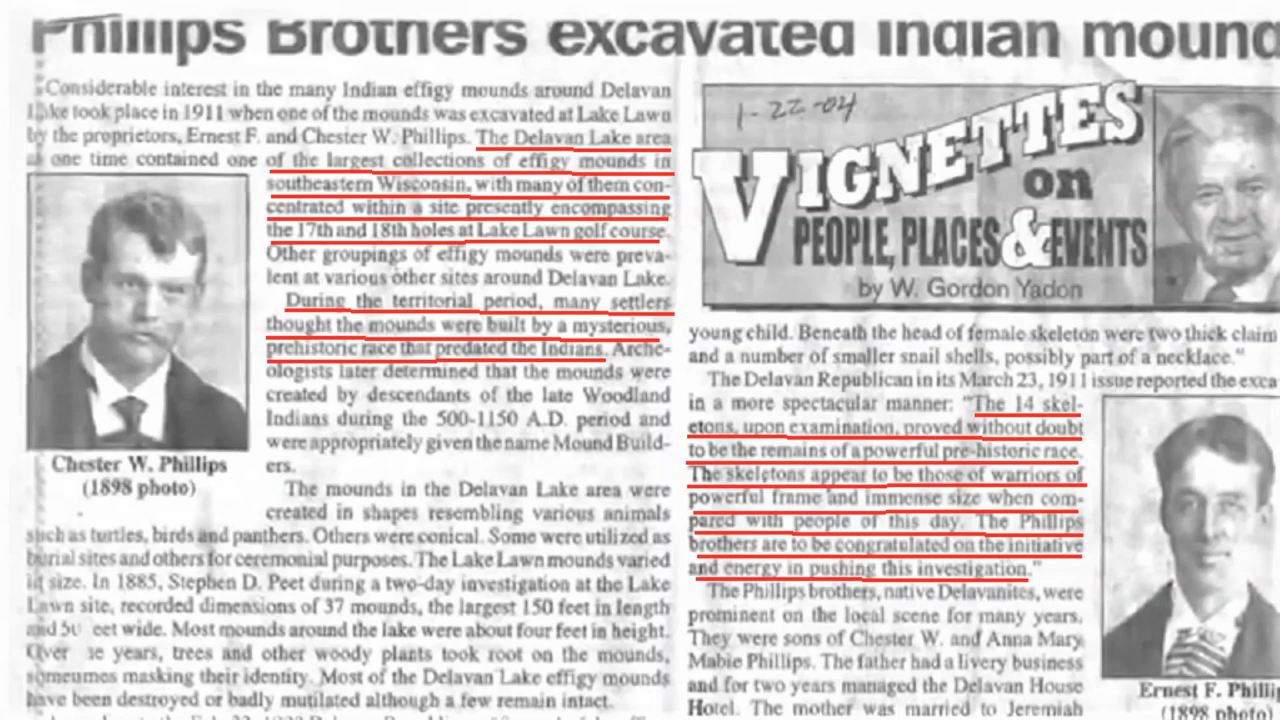 Phillips Brothers excavated Indian mound
Considerable interest in the many Indian effigy mounds around Delavan
Lake took place in 1911 when one of the mounds was excavated at Lake Lawn
by the proprietors, Ernest F. and Chester W. Phillips. The Delavan Lake area
at one time contained one of the largest collections of effigy mounds in
southeastern Wisconsin, with many of them con-
centrated within a site presently encompassing
the 17th and 18th holes at Lake Lawn golf course.
Other groupings of effigy mounds were preva-
lent at various other sites around Delavan Lake.
During the territorial period, many settlers
thought the mounds were built by a mysterious,
prehistoric race that predated the Indians. Arche-
ologists later determined that the mounds were
created by descendants of the late Woodland
Indians during the 500-1150 A.D. period and
were appropriately given the name Mound Build-
ers.
Chester W. Phillips
(1898 photo)
The mounds in the Delavan Lake area were
created in shapes resembling various animals
such as turtles, birds and panthers. Others were conical. Some were utilized as
burial sites and others for ceremonial purposes. The Lake Lawn mounds varied
in size. In 1885, Stephen D. Peet during a two-day investigation at the Lake
Lawn site, recorded dimensions of 37 mounds, the largest 150 feet in length
and 50 eet wide. Most mounds around the lake were about four feet in height.
Over years, trees and other woody plants took root on the mounds,
sometimes masking their identity. Most of the Delavan Lake effigy mounds
have been destroyed or badly mutilated although a few remain intact.
1-22-04
VIGNETTES
on
PEOPLE, PLACES & EVENTS
by W. Gordon Yadon
young child. Beneath the head of female skeleton were two thick claim
and a number of smaller snail shells, possibly part of a necklace."
The Delavan Republican in its March 23, 1911 issue reported the exca
in a more spectacular manner: "The 14 skel-
etons, upon examination, proved without doubt
to be the remains of a powerful pre-historic race.
The skeletons appear to be those of warriors of
powerful frame and immense size when com-
pared with people of this day. The Phillips
brothers are to be congratulated on the initiative
and energy in pushing this investigation."
The Phillips brothers, native Delavanites, were
prominent on the local scene for many years.
They were sons of Chester W. and Anna Mary
Mabie Phillips. The father had a livery business
and for two years managed the Delavan House
Hotel. The mother was married to Jeremiah
Ernest F. Phillip
(1898 photo)